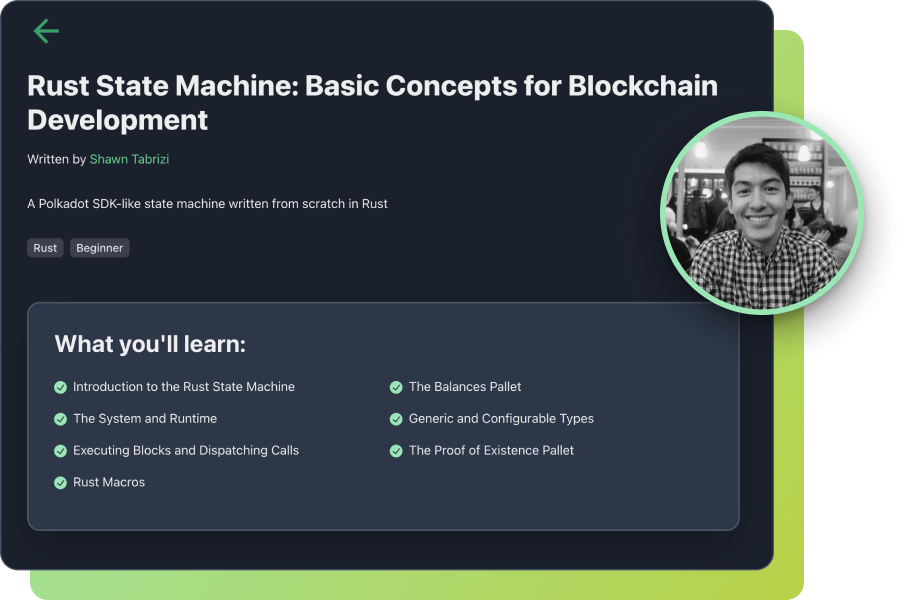 Rust State Machine: Basic Concepts for Blockchain
Development
Written by Shawn Tabrizi
A Polkadot SDK-like state machine written from scratch in Rust
Rust Beginner
What you'll learn:
Introduction to the Rust State Machine
The Balances Pallet
The System and Runtime
Generic and Configurable Types
Executing Blocks and Dispatching Calls
The Proof of Existence Pallet
Rust Macros